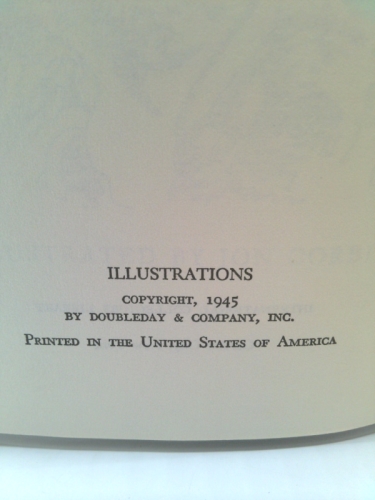 ILLUSTRATIONS
COPYRIGHT, 1945
BY DOUBLEDAY & COMPANY, INC.
PRINTED IN THE UNITED STATES OF AMERICA